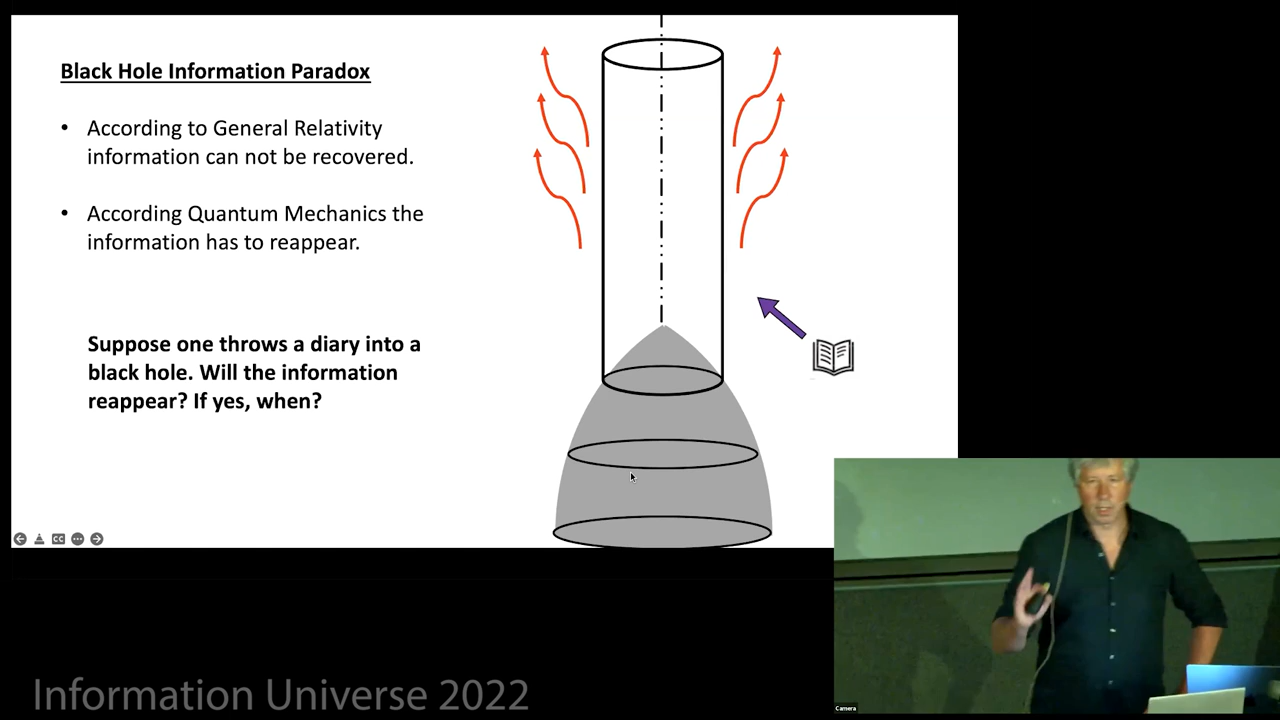 Black Hole Information Paradox
• According to General Relativity
information can not be recovered.
• According Quantum Mechanics the
information has to reappear.
Suppose one throws a diary into a
black hole. Will the information
reappear? If yes, when?
CC
Camera
Information Universe 2022